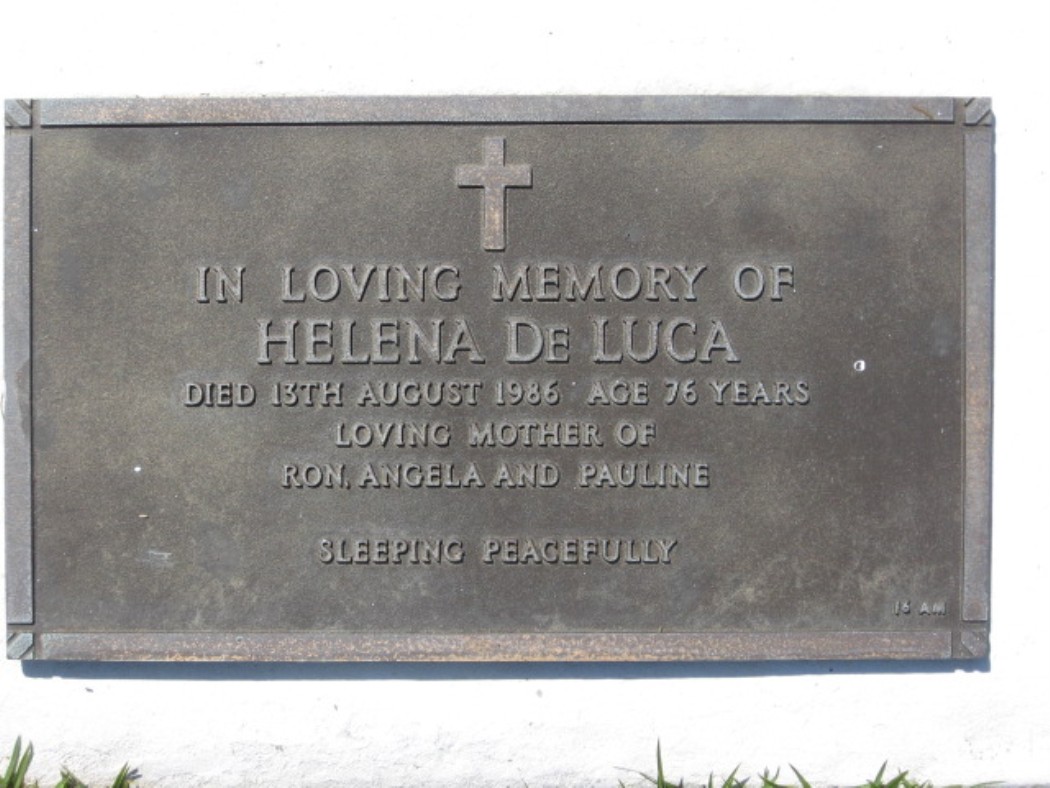 IN LOVING MEMORY OF
HELENA DE LUCA
DIED 13TH AUGUST 1986 AGE 76 YEARS
LOVING MOTHER OF
RON, ANGELA AND PAULINE
SLEEPING PEACEFULLY
16 AM